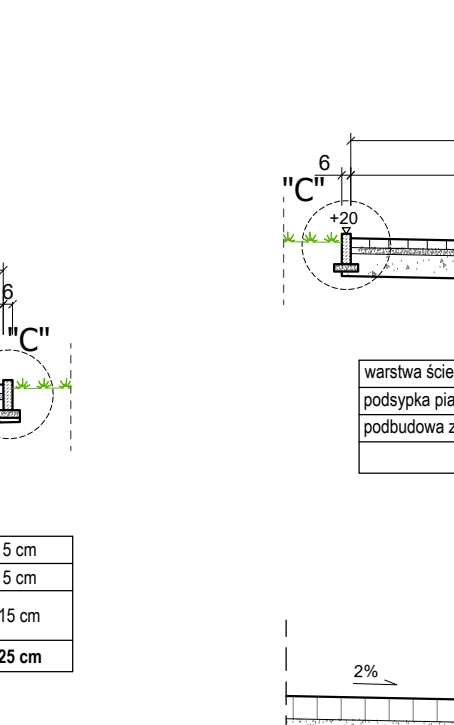 6
"C"
+20
6
"C"
warstwa ście
podsypka pia
podbudowa z
5 cm
5 cm
15 cm
25 cm
2%